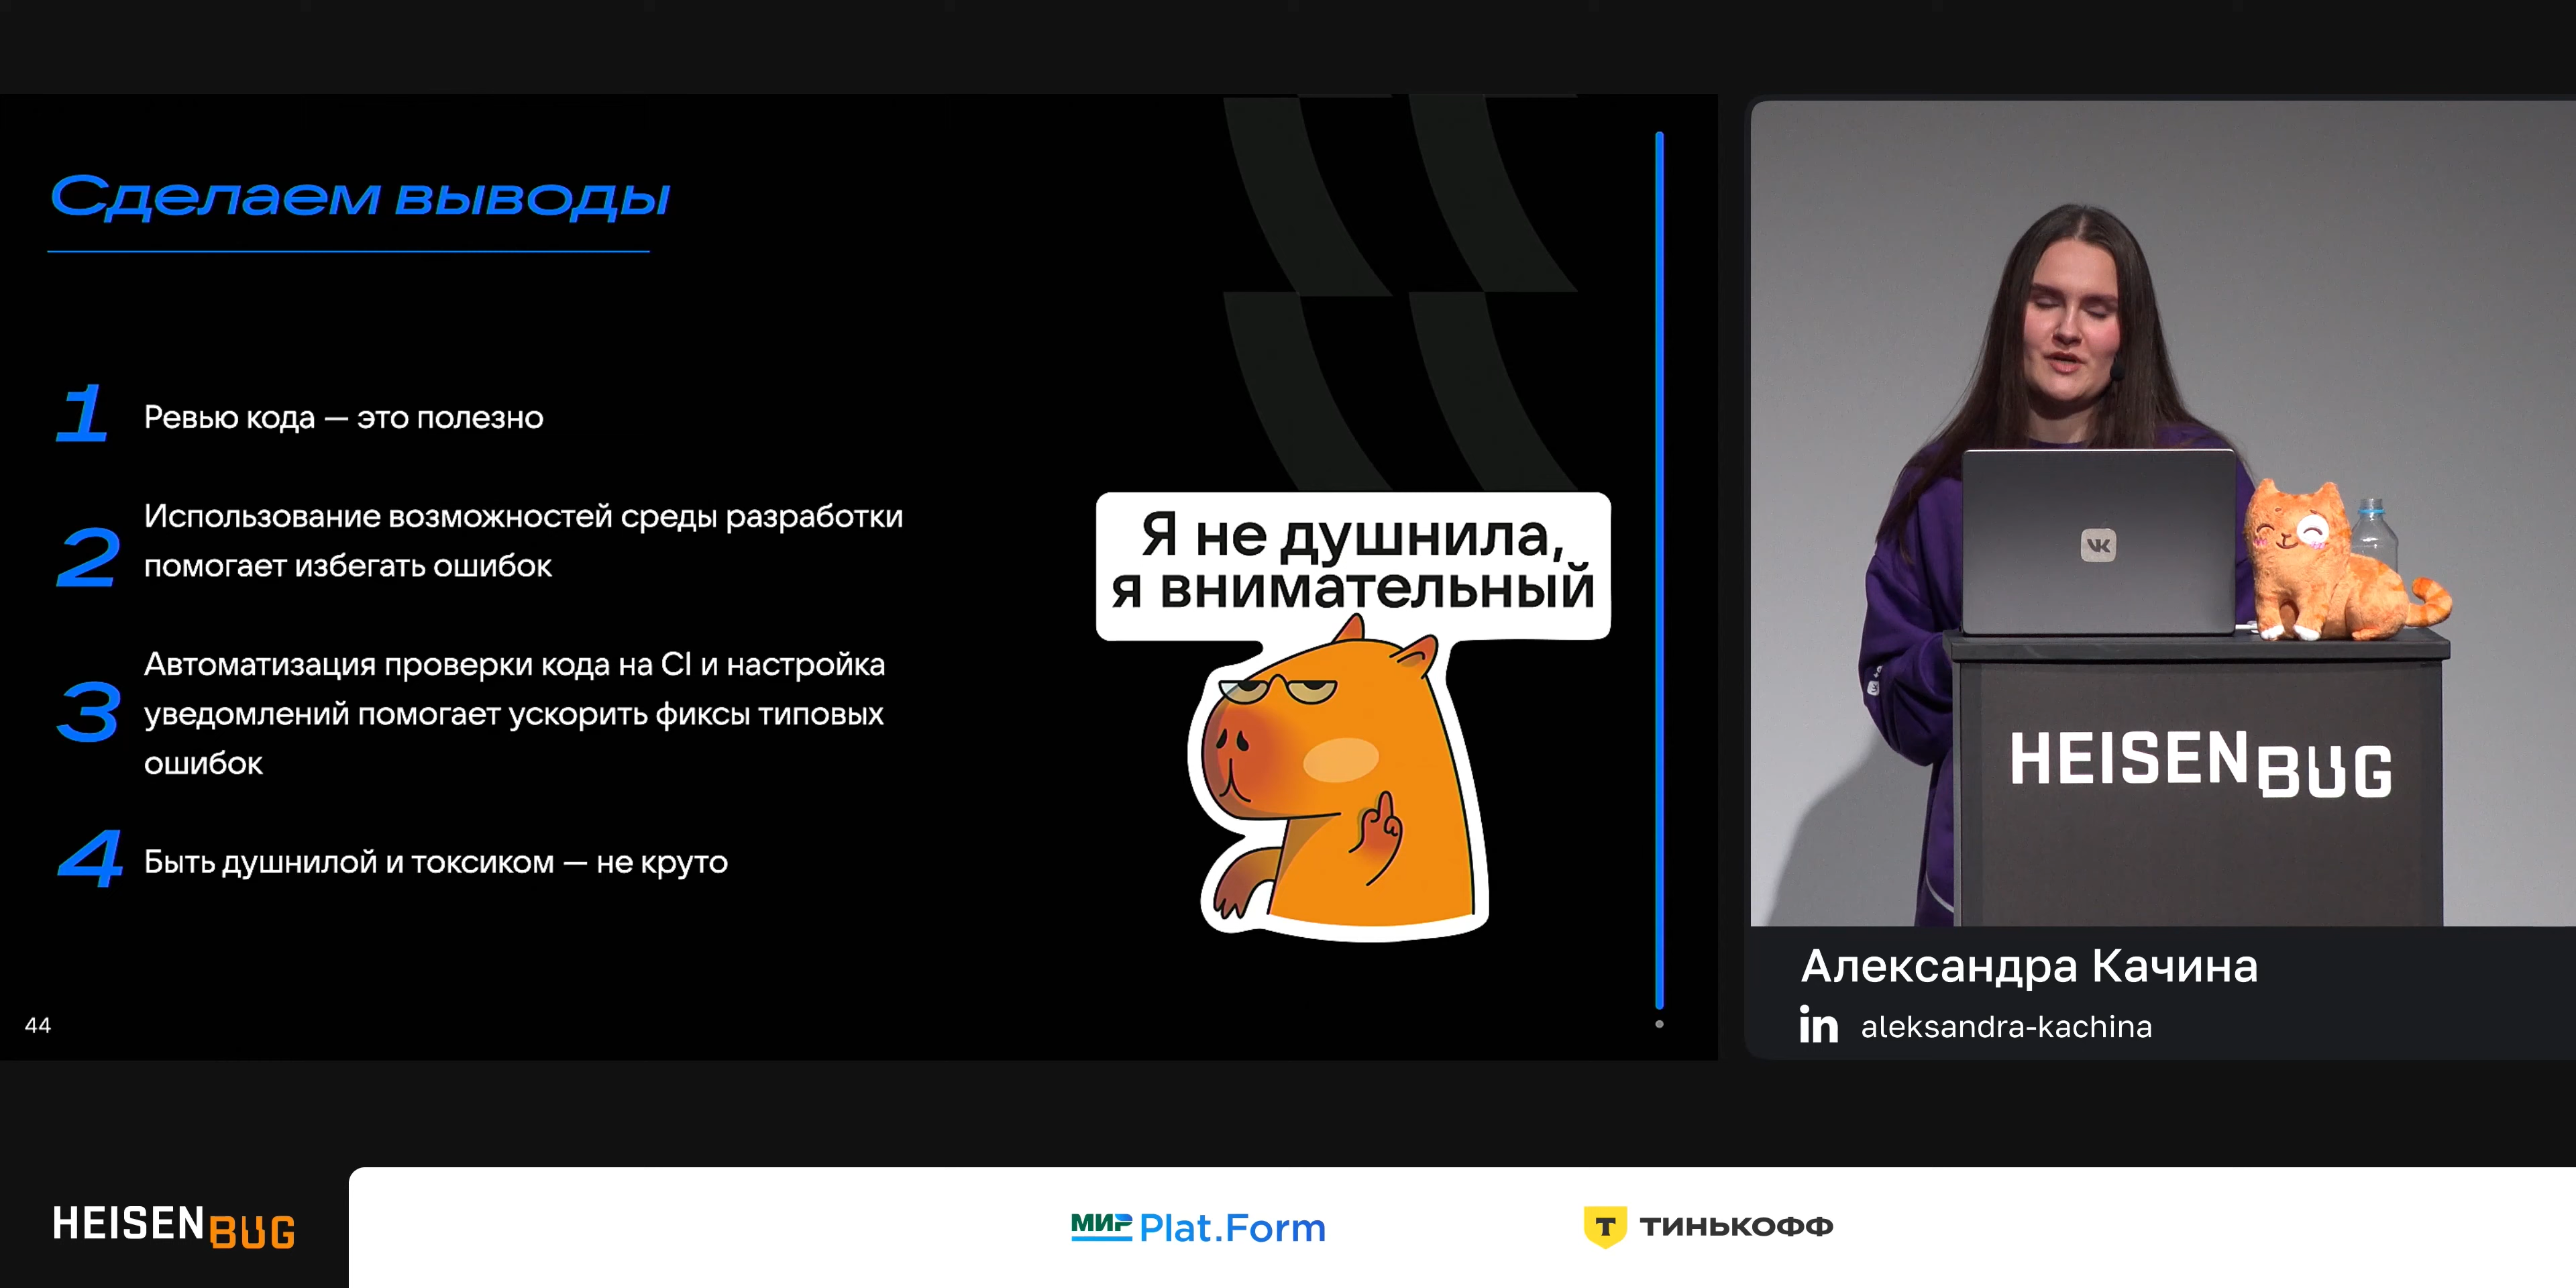 Сделаем выводы
1
Ревью кода — это полезно
2
Использование возможностей среды разработки
помогает избегать ошибок
3
Автоматизация проверки кода на CI и настройка
уведомлений помогает ускорить фиксы типовых
ошибок
4
Быть душнилой и токсиком — не круто
44
Я не душнила,
я внимательный
VK
HEISENBUG
Александра Качина
in aleksandra-kachina
HEISENBUG
МИР Plat.Form
Т ТИНЬКОФФ